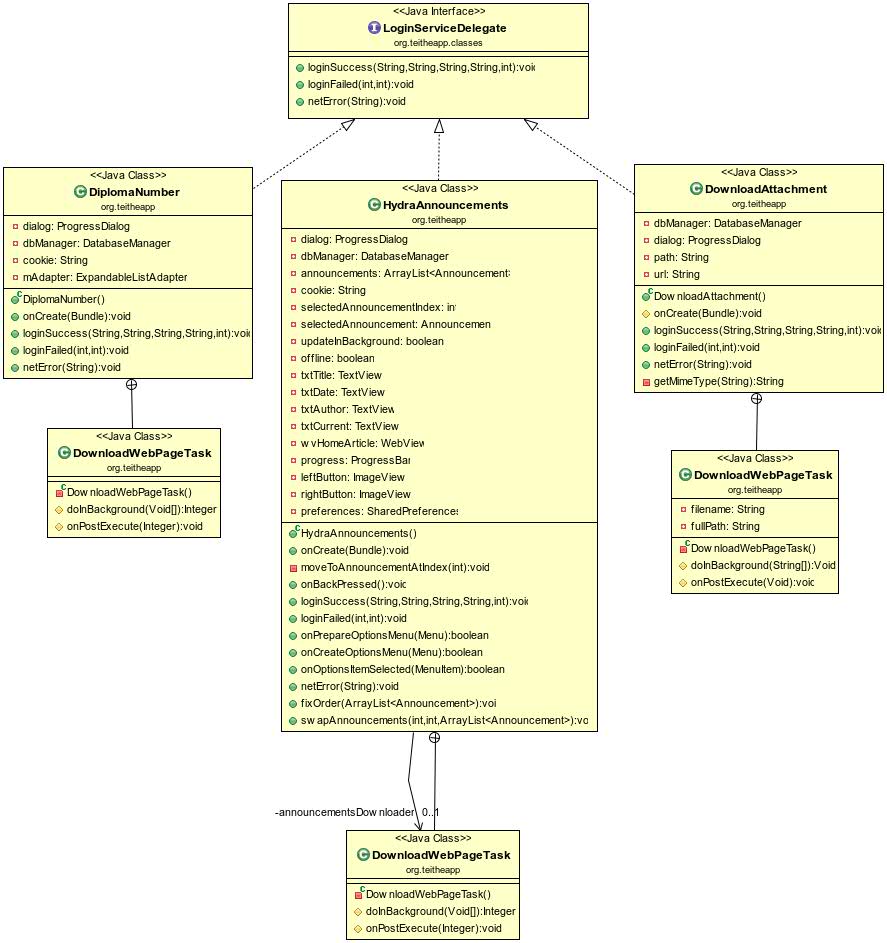 <<Java Interface>>
LoginServiceDelegate
org.teitheapp.classes
loginSuccess(String,String,String,String,int):voic
loginFailed(int,int):void
netError(String):void
<<Java Class>>
DiplomaNumber
org.teitheapp
dialog: ProgressDialog
dbManager: DatabaseManager
cookie: String
mAdapter: ExpandableListAdapter
DiplomaNumber()
onCreate(Bundle):void
loginSuccess(String,String,String,String,int):voic
loginFailed(int,int):void
netError(String):void
<<Java Class>>
DownloadWebPageTask
org.teitheapp
DownloadWebPageTask()
doInBackground(Void[]):Integer
onPostExecute(Integer):void
<<Java Class>>
HydraAnnouncements
org.teitheapp
dialog: ProgressDialog
dbManager: DatabaseManager
announcements: ArrayList<Announcement>
cookie: String
selectedAnnouncementIndex: int
selectedAnnouncement: Announcemen
updateInBackground: boolean
offline: boolean
txtTitle: TextView
txtDate: TextView
txtAuthor: TextView
txtCurrent: TextView
wvHomeArticle: WebView
progress: ProgressBar
leftButton: ImageView
rightButton: ImageView
preferences: SharedPreferences
HydraAnnouncements()
onCreate(Bundle):void
moveToAnnouncementAtIndex(int):void
onBackPressed():voic
loginSuccess(String,String,String,String,int):voic
loginFailed(int,int):void
onPrepareOptionsMenu(Menu):boolean
onCreateOptionsMenu(Menu):boolean
onOptionsItemSelected(MenuItem):boolean
netError(String):void
fixOrder(ArrayList<Announcement>):voi
swapAnnouncements(int,int,ArrayList<Announcement>):vo
<<Java Class>>
DownloadAttachment
org.teitheapp
dbManager: DatabaseManager
dialog: ProgressDialog
path: String
url: String
DownloadAttachment()
onCreate(Bundle):void
loginSuccess(String,String,String,String,int):voic
loginFailed(int,int):void
netError(String):void
getMimeType(String):String
<<Java Class>>
DownloadWebPageTask
org.teitheapp
filename: String
fullPath: String
DownloadWebPageTask()
doInBackground(String[]):Void
onPostExecute(Void):voic
-announcementsDownloader 0..1
<<Java Class>>
DownloadWebPageTask
org.teitheapp
DownloadWebPageTask()
doInBackground(Void[]):Integer
onPostExecute(Integer):void